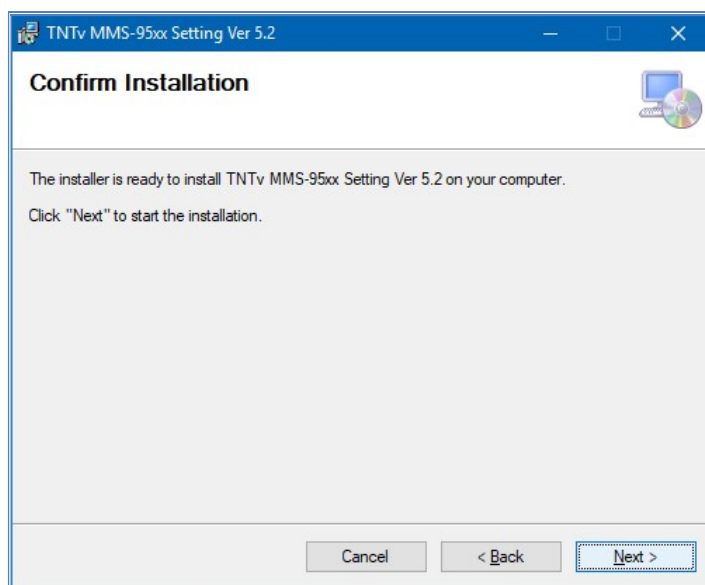 TNTv MMS-95xx Setting Ver 5.2
Confirm Installation
The installer is ready to install TNTv MMS-95xx Setting Ver 5.2 on your computer.
Click "Next" to start the installation.
Cancel
< Back
Next >